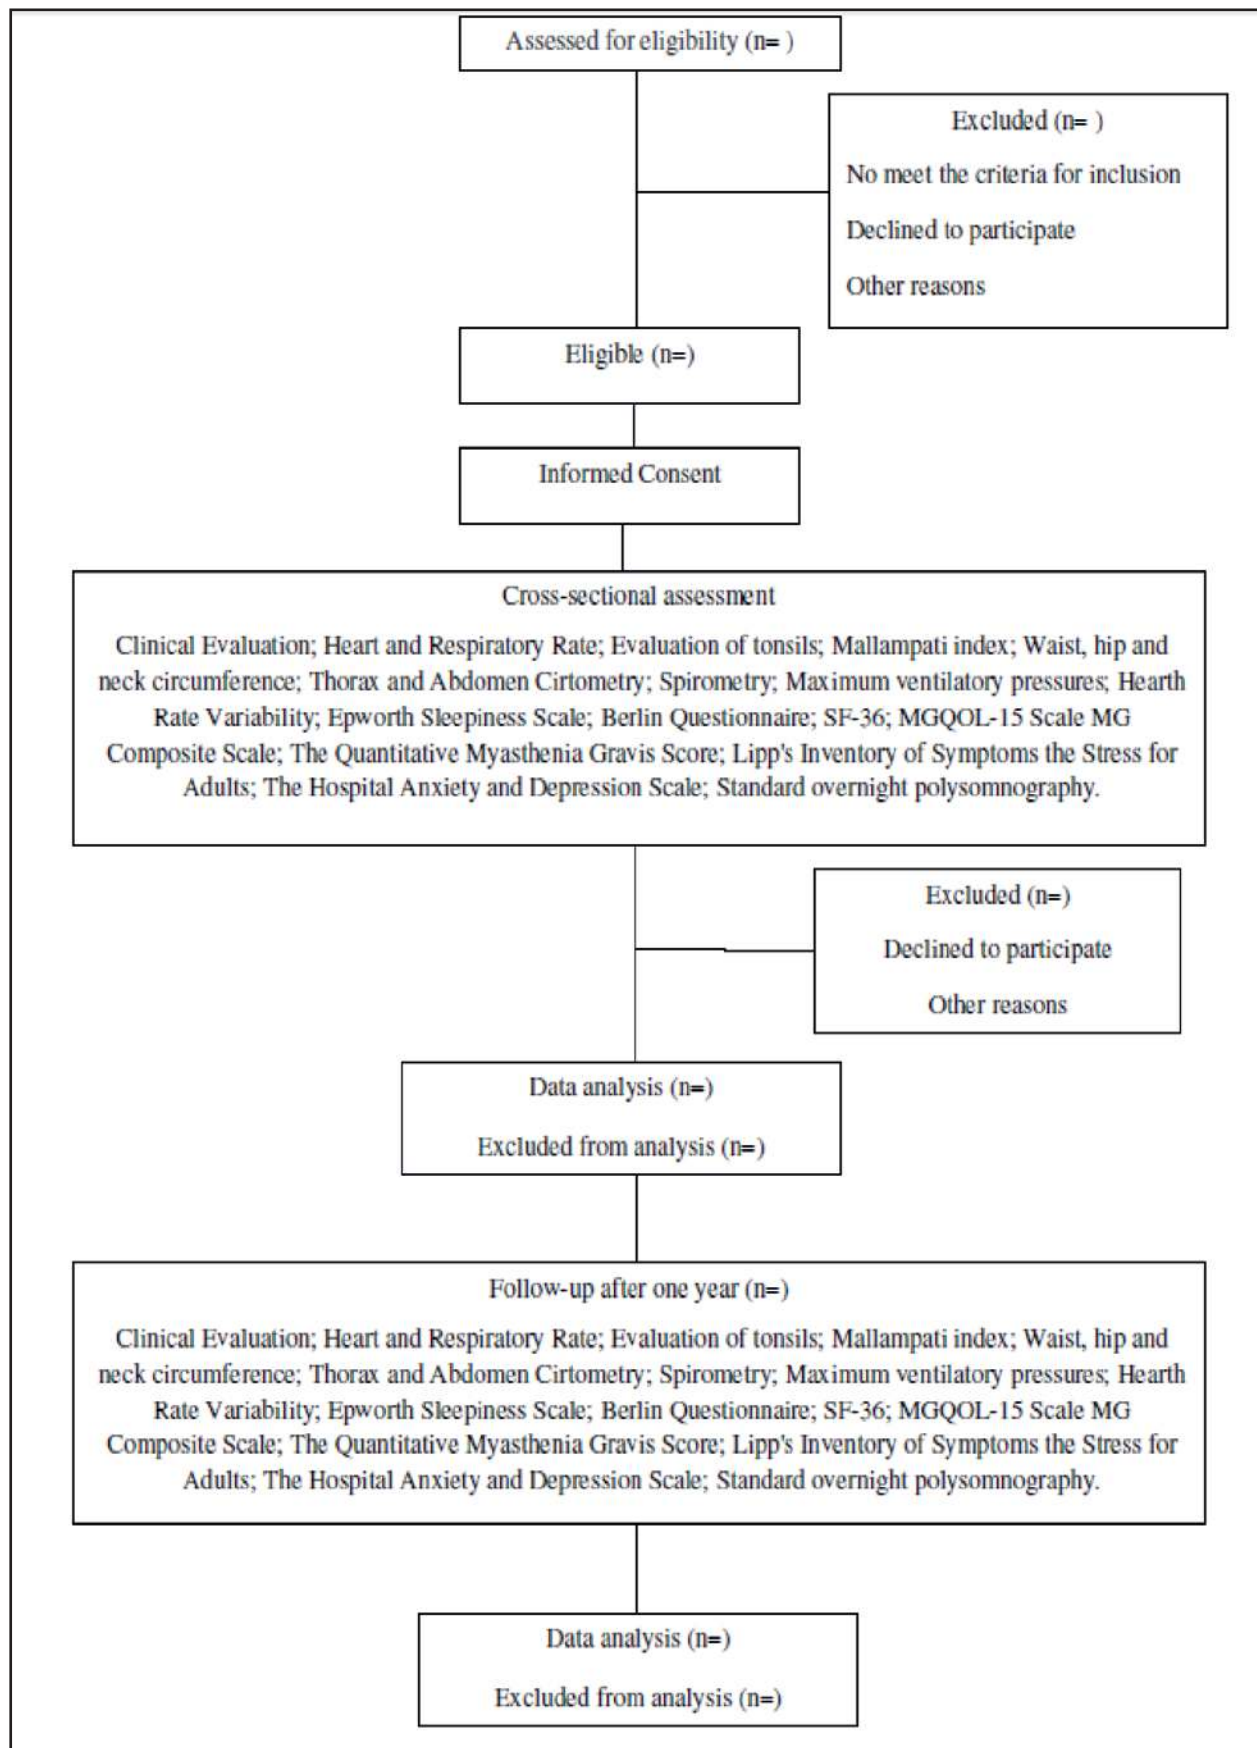 Assessed for eligibility (n= )
Excluded (n= )
No meet the criteria for inclusion
Declined to participate
Other reasons
Eligible (n=)
Informed Consent
Cross-sectional assessment
Clinical Evaluation; Heart and Respiratory Rate; Evaluation of tonsils; Mallampati index; Waist, hip and
neck circumference; Thorax and Abdomen Cirtometry; Spirometry; Maximum ventilatory pressures; Hearth
Rate Variability; Epworth Sleepiness Scale; Berlin Questionnaire; SF-36; MGQOL-15 Scale MG
Composite Scale; The Quantitative Myasthenia Gravis Score; Lipp's Inventory of Symptoms the Stress for
Adults; The Hospital Anxiety and Depression Scale; Standard overnight polysomnography.
Excluded (n=)
Declined to participate
Other reasons
Data analysis (n=)
Excluded from analysis (n=)
Follow-up after one year (n=)
Clinical Evaluation; Heart and Respiratory Rate; Evaluation of tonsils; Mallampati index; Waist, hip and
neck circumference; Thorax and Abdomen Cirtometry; Spirometry; Maximum ventilatory pressures; Hearth
Rate Variability; Epworth Sleepiness Scale; Berlin Questionnaire; SF-36; MGQOL-15 Scale MG
Composite Scale; The Quantitative Myasthenia Gravis Score; Lipp's Inventory of Symptoms the Stress for
Adults; The Hospital Anxiety and Depression Scale; Standard overnight polysomnography.
Data analysis (n=)
Excluded from analysis (n=)